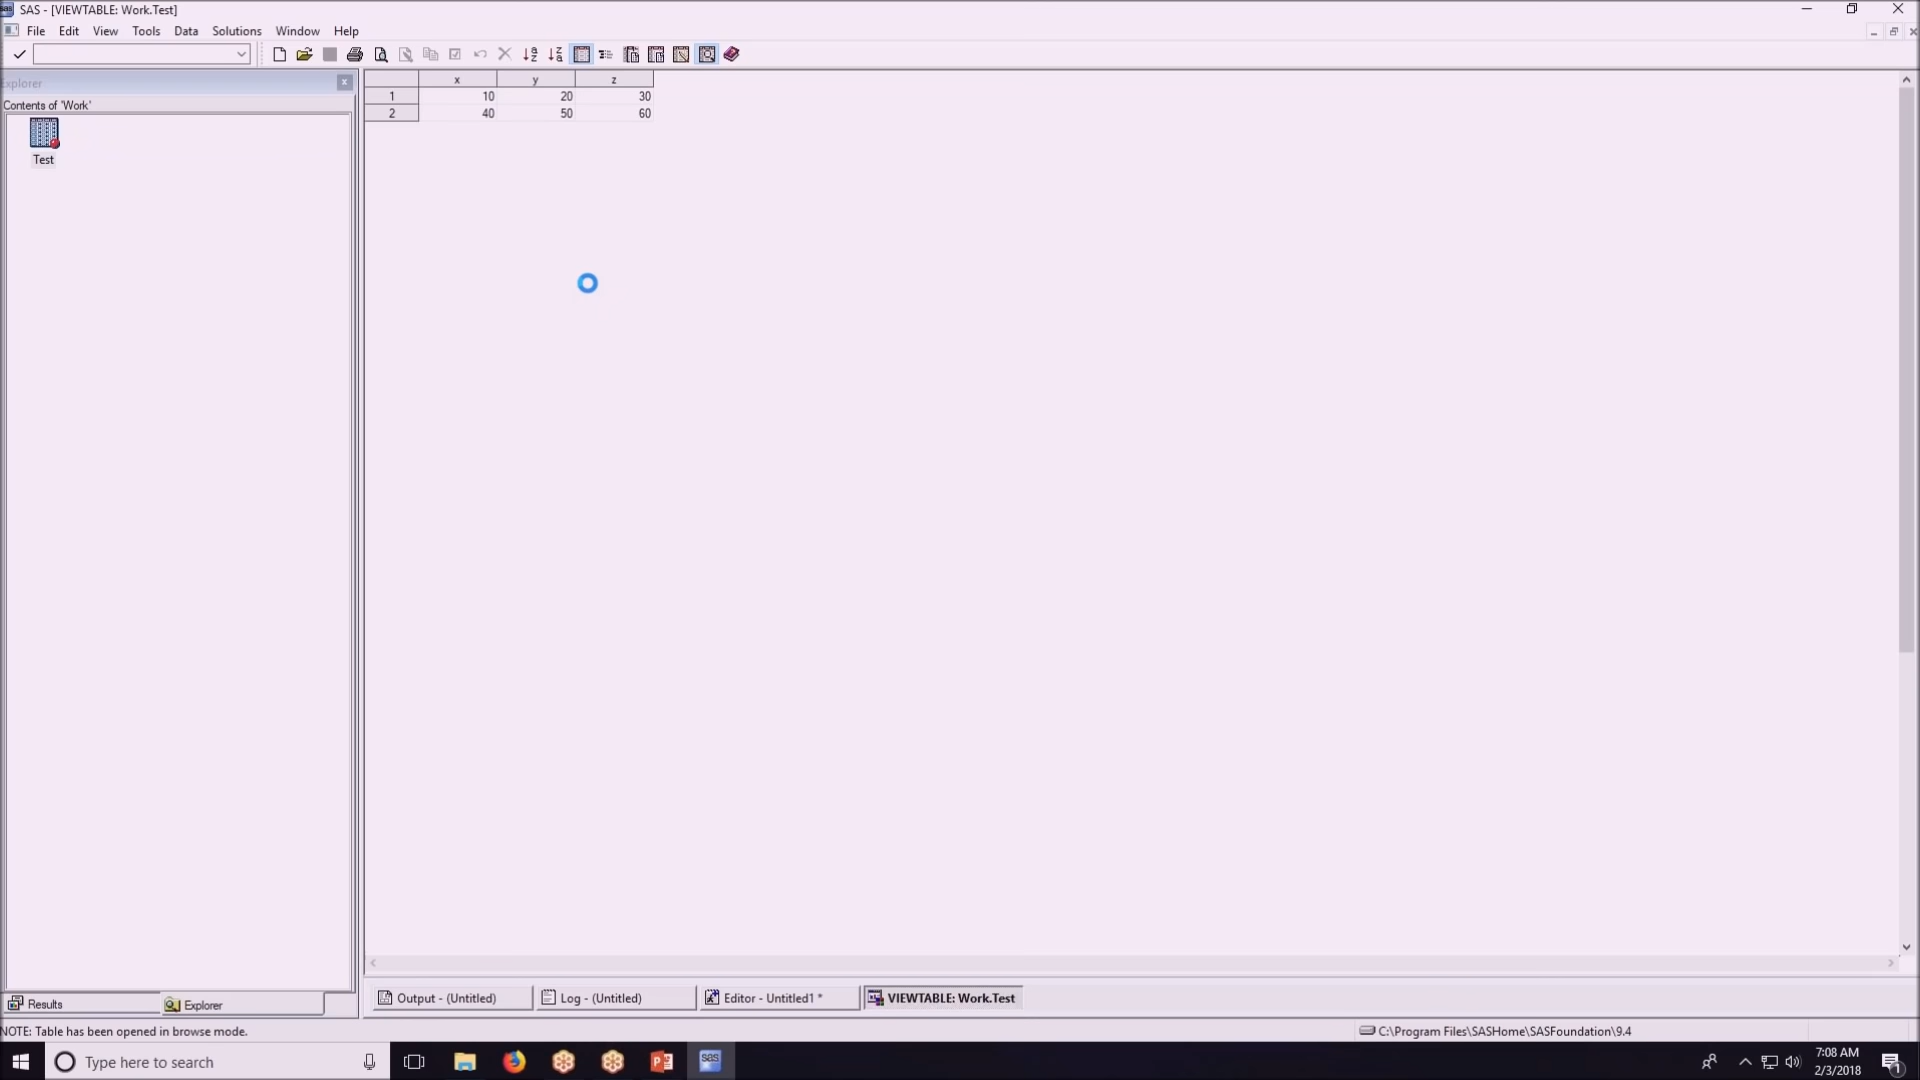 SAS - [VIEWTABLE: Work.Test]
File Edit View Tools Data Solutions Window Help
Explorer
Contents of 'Work'
Test
x y z
1 10 20 30
2 40 50 60
Results Explorer
Output - (Untitled) Log - (Untitled) Editor - Untitled1 * VIEWTABLE: Work.Test
NOTE: Table has been opened in browse mode. C:\Program Files\SASHome\SASFoundation\9.4
Type here to search
7:08 AM
2/3/2018